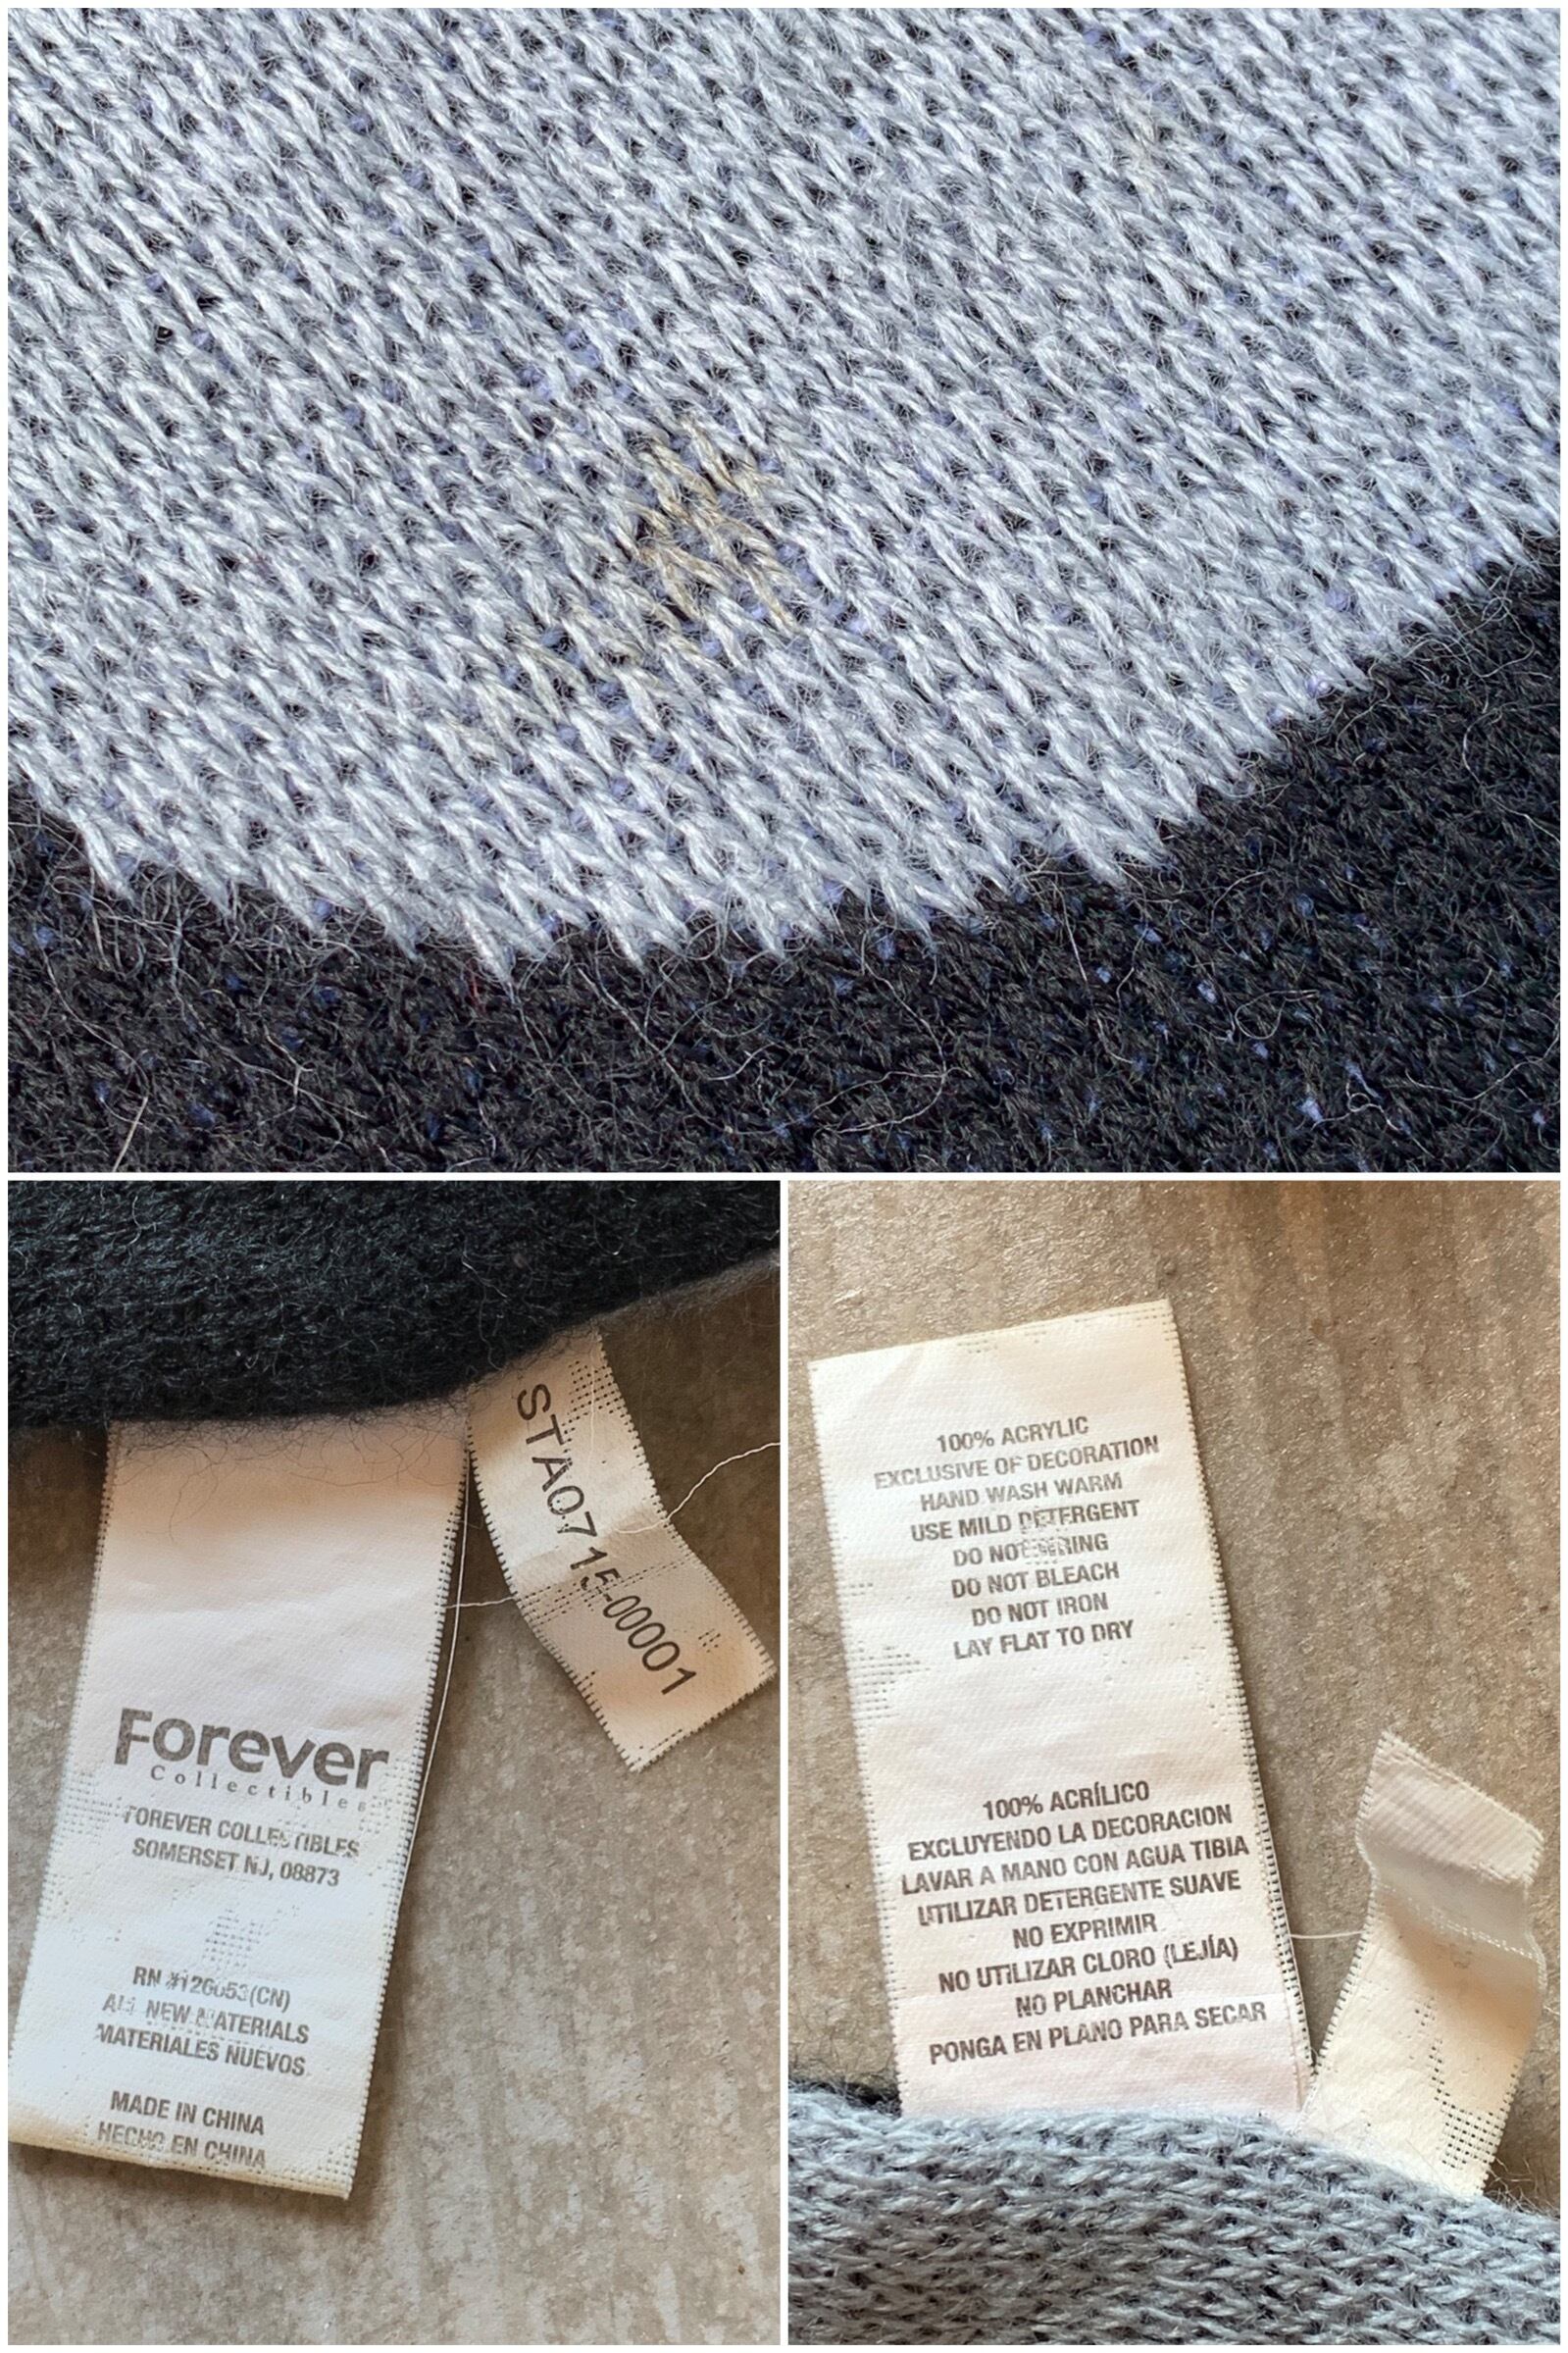 Forever
Collectibles
FOREVER COLLECTIBLES
SOMERSET NJ, 08873
RN #126053(CN)
ALL NEW MATERIALS
MATERIALES NUEVOS
MADE IN CHINA
HECHO EN CHINA
STA0715-00001
100% ACRYLIC
EXCLUSIVE OF DECORATION
HAND WASH WARM
USE MILD DETERGENT
DO NOT WRING
DO NOT BLEACH
DO NOT IRON
LAY FLAT TO DRY
100% ACRÍLICO
EXCLUYENDO LA DECORACION
LAVAR A MANO CON AGUA TIBIA
UTILIZAR DETERGENTE SUAVE
NO EXPRIMIR
NO UTILIZAR CLORO (LEJÍA)
NO PLANCHAR
PONGA EN PLANO PARA SECAR